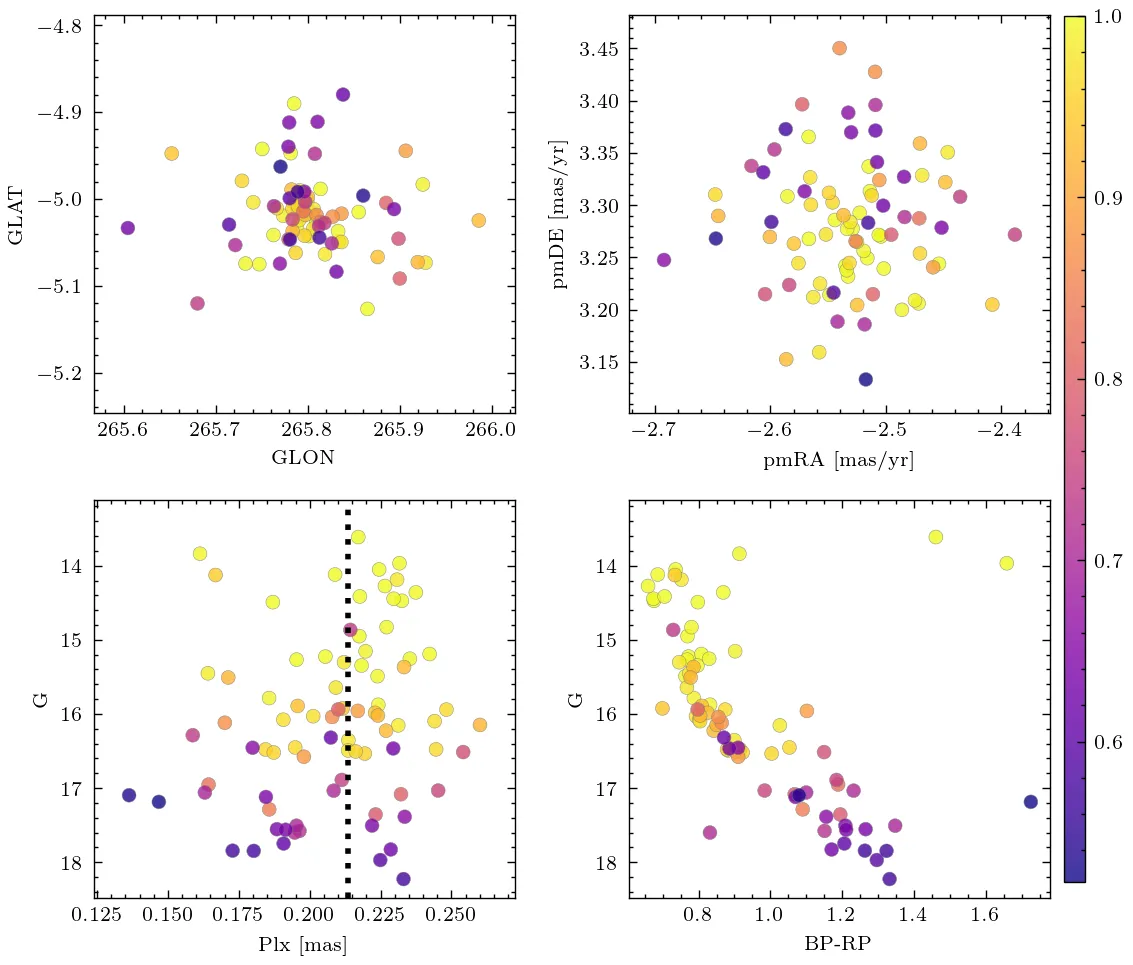 −4.8
−4.9
−5.0
−5.1
−5.2
GLAT
265.6 265.7 265.8 265.9 266.0
GLON
3.45
3.40
3.35
3.30
3.25
3.20
3.15
pmDE [mas/yr]
−2.7 −2.6 −2.5 −2.4
pmRA [mas/yr]
1.0
0.9
0.8
0.7
0.6
14
15
16
17
18
G
0.125 0.150 0.175 0.200 0.225 0.250
Plx [mas]
14
15
16
17
18
G
0.8 1.0 1.2 1.4 1.6
BP-RP